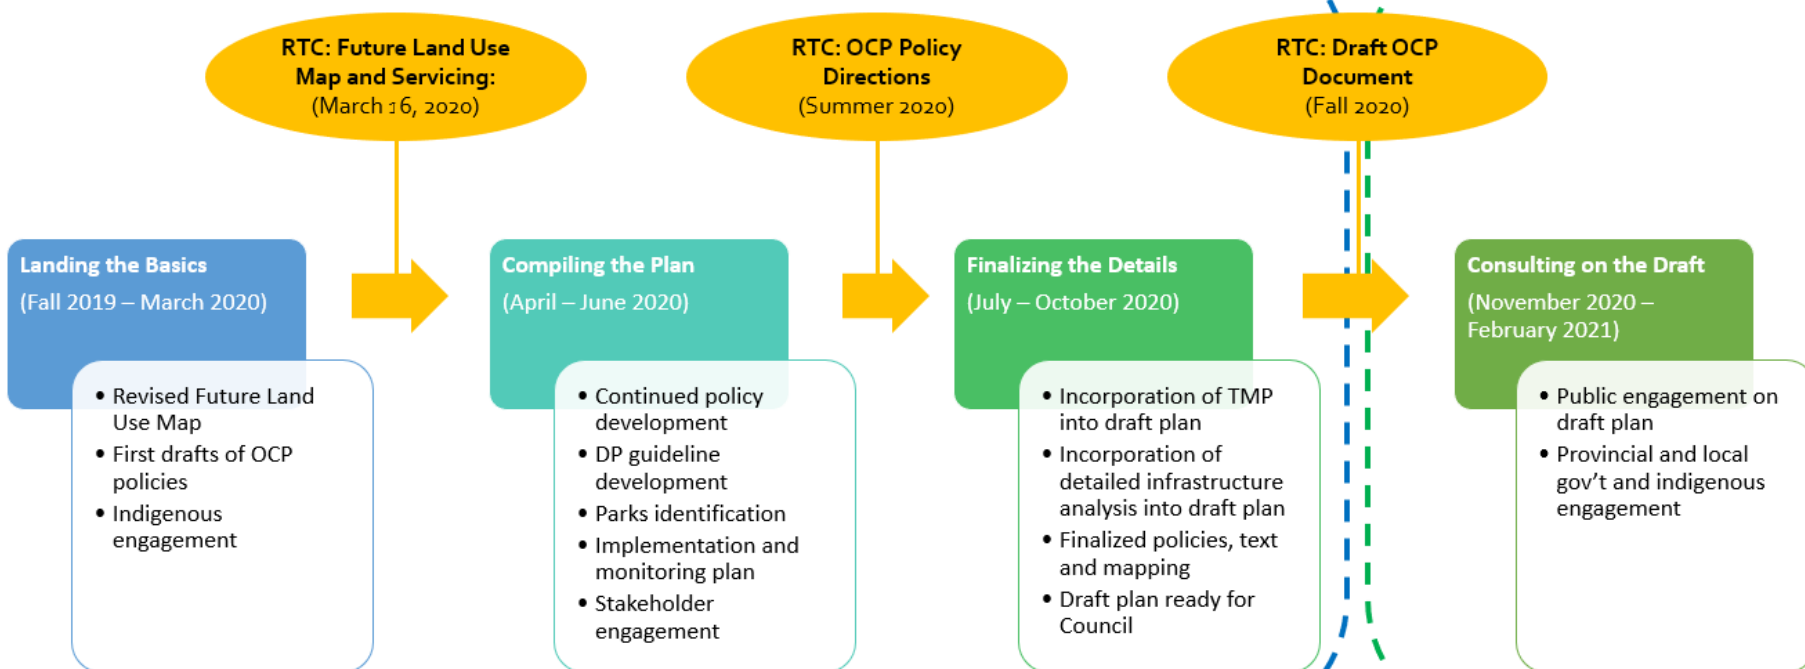 RTC: Future Land Use
Map and Servicing:
(March 16, 2020)
RTC: OCP Policy
Directions
(Summer 2020)
RTC: Draft OCP
Document
(Fall 2020)
Landing the Basics
(Fall 2019 – March 2020)
• Revised Future Land
Use Map
• First drafts of OCP
policies
• Indigenous
engagement
Compiling the Plan
(April – June 2020)
• Continued policy
development
• DP guideline
development
• Parks identification
• Implementation and
monitoring plan
• Stakeholder
engagement
Finalizing the Details
(July – October 2020)
• Incorporation of TMP
into draft plan
• Incorporation of
detailed infrastructure
analysis into draft plan
• Finalized policies, text
and mapping
• Draft plan ready for
Council
Consulting on the Draft
(November 2020 –
February 2021)
• Public engagement on
draft plan
• Provincial and local
gov't and indigenous
engagement